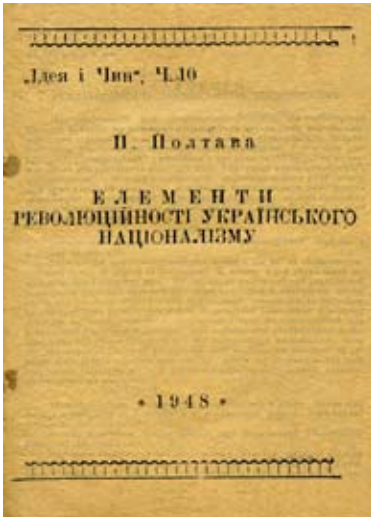 „Ідея і Чин“, Ч.10
П. Полтава
ЕЛЕМЕНТИ
РЕВОЛЮЦІЙНОСТІ УКРАЇНСЬКОГО
НАЦІОНАЛІЗМУ
* 1948 *